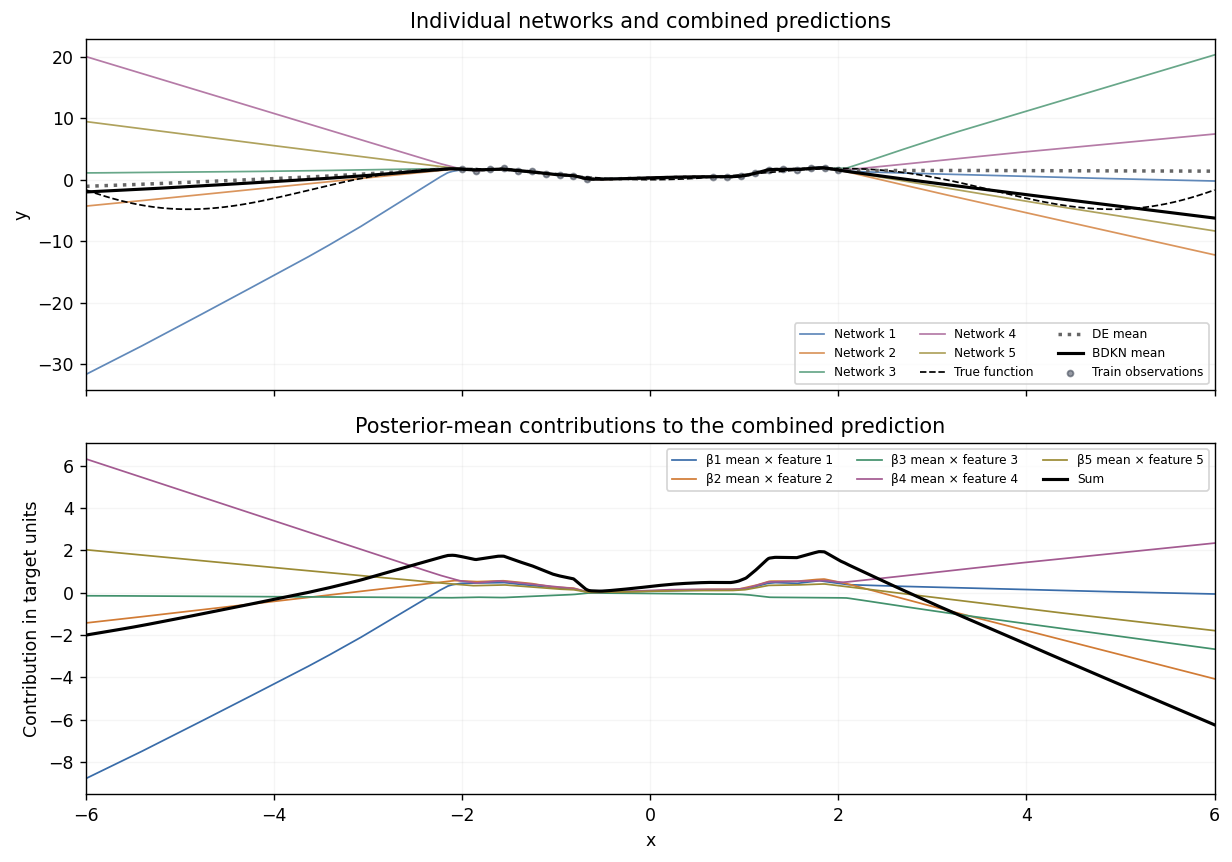 Individual networks and combined predictions
20
10
0
−10
−20
−30
y
Network 1 Network 4 DE mean
Network 2 Network 5 BDKN mean
Network 3 True function Train observations
Posterior-mean contributions to the combined prediction
6
4
2
0
−2
−4
−6
−8
Contribution in target units
β1 mean × feature 1 β3 mean × feature 3 β5 mean × feature 5
β2 mean × feature 2 β4 mean × feature 4 Sum
−6 −4 −2 0 2 4 6
x